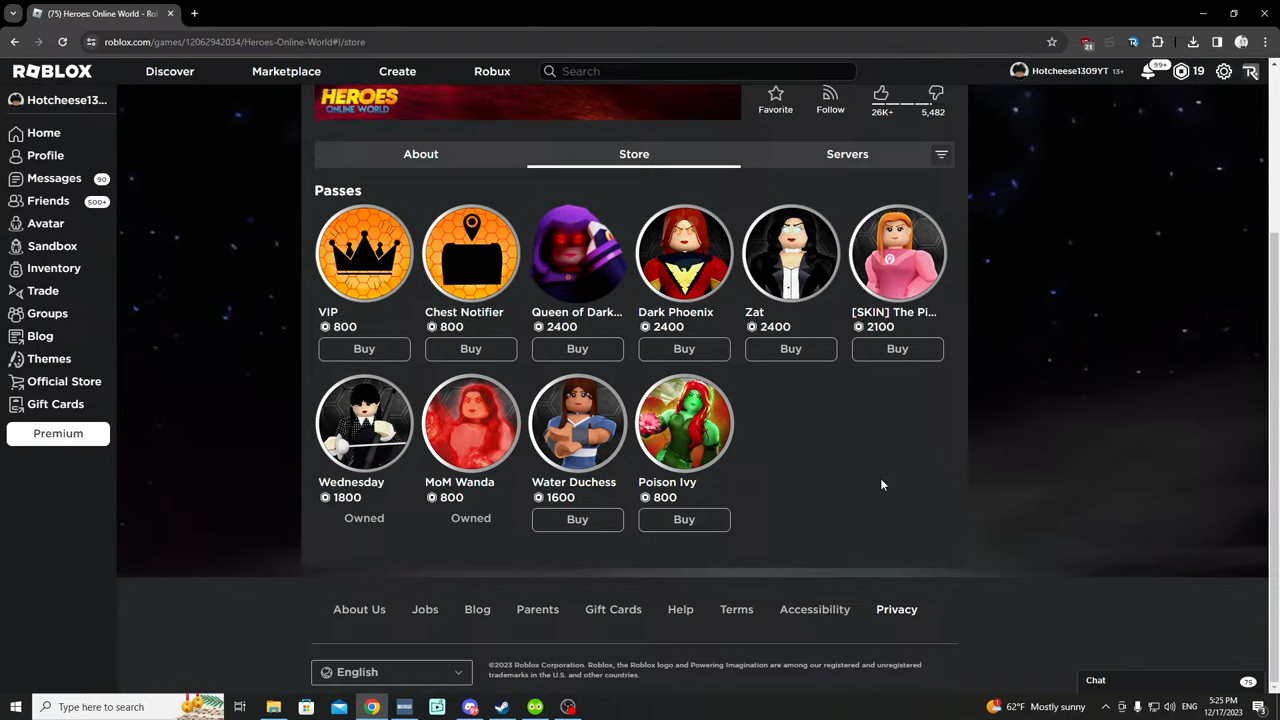 (75) Heroes: Online World - Rob
roblox.com/games/12062942034/Heroes-Online-World#!/store
21
ROBLOX
Discover
Marketplace
Create
Robux
Search
Hotcheese1309YT 13+
99+
19
Hotcheese13...
Home
Profile
Messages 90
Friends 500+
Avatar
Sandbox
Inventory
Trade
Groups
Blog
Themes
Official Store
Gift Cards
Premium
HEROES
ONLINE WORLD
Favorite
Follow
26K+
5,482
About
Store
Servers
Passes
VIP
800
Buy
Chest Notifier
800
Buy
Queen of Dark...
2400
Buy
Dark Phoenix
2400
Buy
Zat
2400
Buy
[SKIN] The Pi...
2100
Buy
Wednesday
1800
Owned
MoM Wanda
800
Owned
Water Duchess
1600
Buy
Poison Ivy
800
Buy
About Us
Jobs
Blog
Parents
Gift Cards
Help
Terms
Accessibility
Privacy
English
©2023 Roblox Corporation. Roblox, the Roblox logo and Powering Imagination are among our registered and unregistered
trademarks in the U.S. and other countries.
Chat 75
Type here to search
62°F Mostly sunny
ENG
5:25 PM
12/17/2023